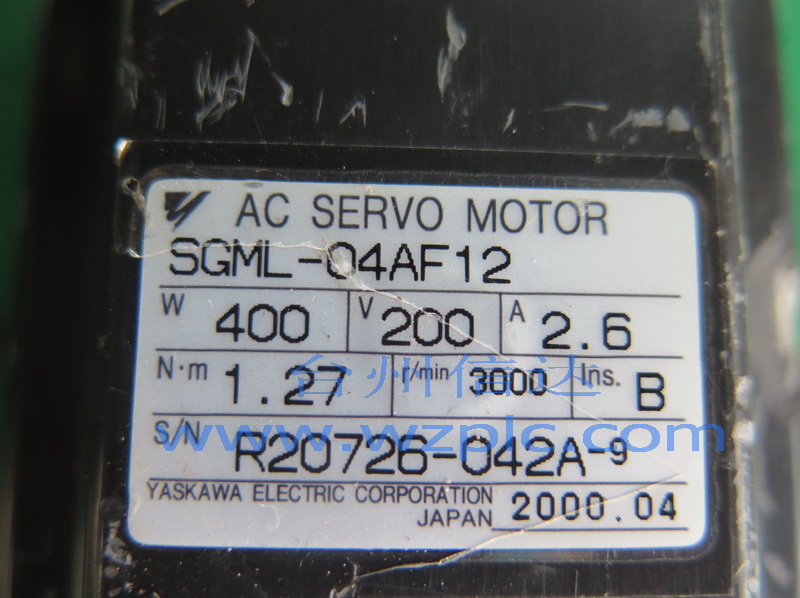 AC SERVO MOTOR
SGML-04AF12
W 400 V 200 A 2.6
N·m 1.27 r/min 3000 Ins. B
台州信达
S/N R20726-042A-9
www.wzplc.com
YASKAWA ELECTRIC CORPORATION
JAPAN 2000.04